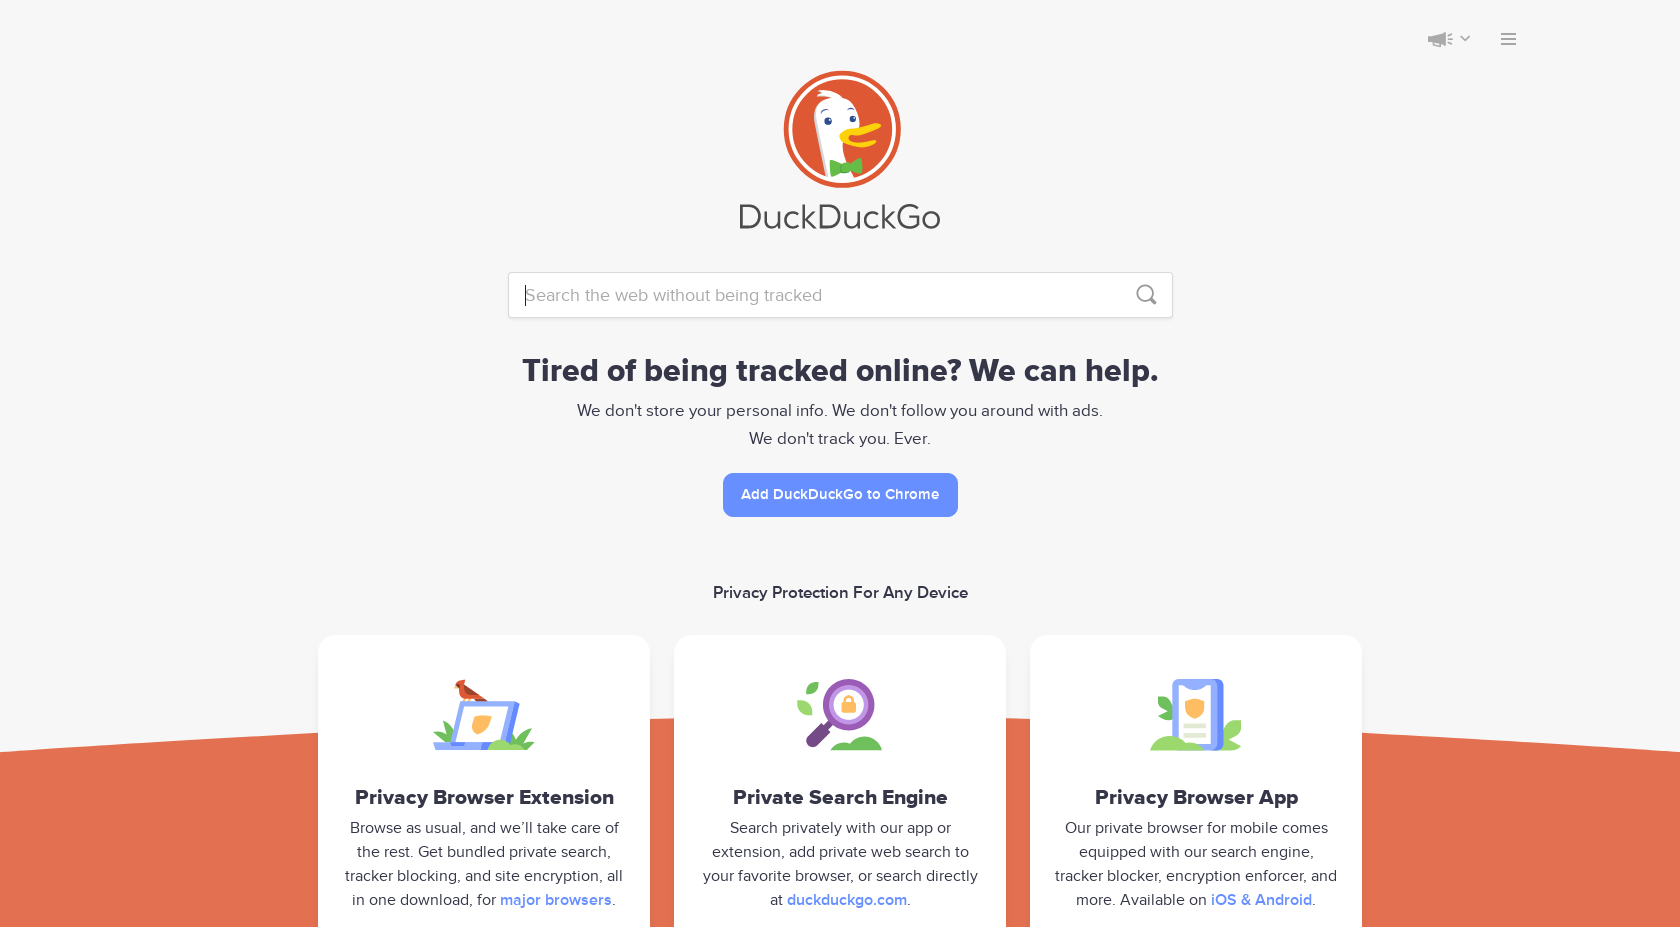 DuckDuckGo
Search the web without being tracked
Tired of being tracked online? We can help.
We don't store your personal info. We don't follow you around with ads.
We don't track you. Ever.
Add DuckDuckGo to Chrome
Privacy Protection For Any Device
Privacy Browser Extension
Browse as usual, and we’ll take care of
the rest. Get bundled private search,
tracker blocking, and site encryption, all
in one download, for major browsers.
Private Search Engine
Search privately with our app or
extension, add private web search to
your favorite browser, or search directly
at duckduckgo.com.
Privacy Browser App
Our private browser for mobile comes
equipped with our search engine,
tracker blocker, encryption enforcer, and
more. Available on iOS & Android.